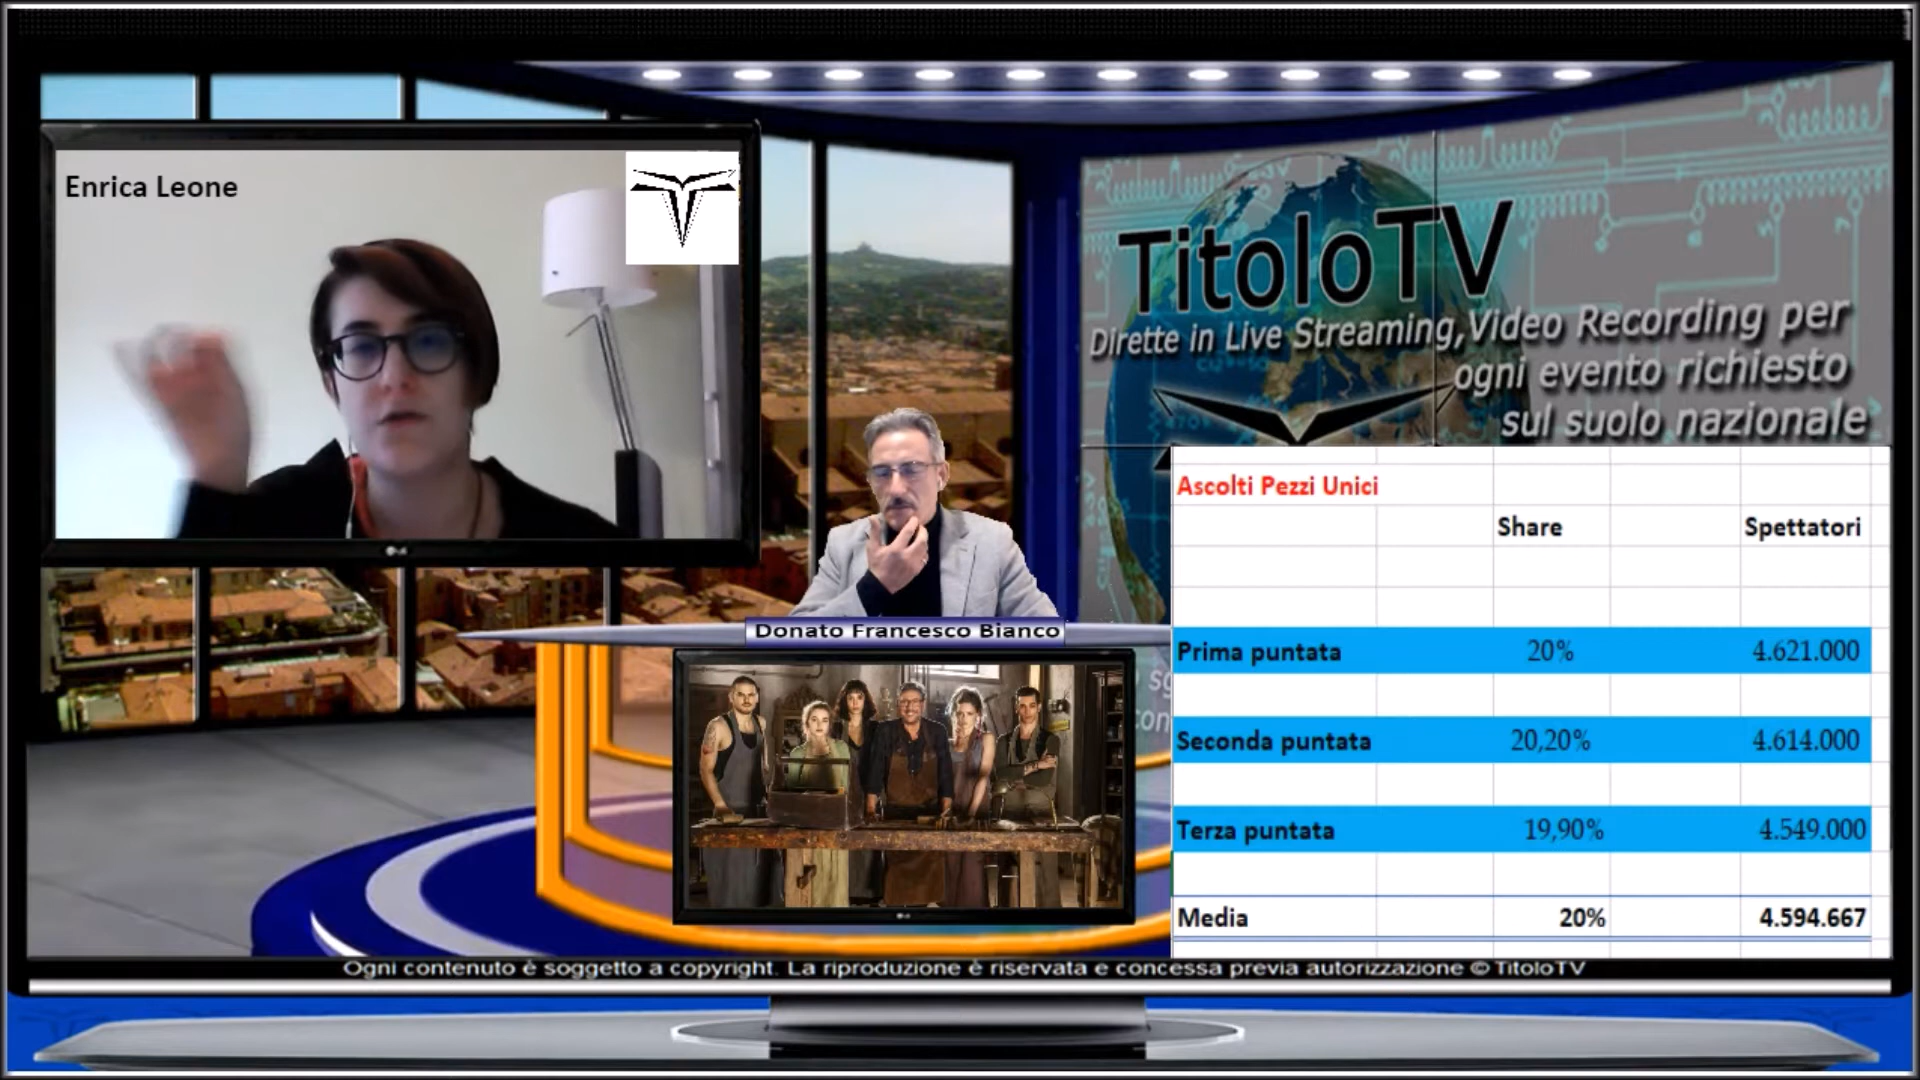 Enrica Leone
TitoloTV
Dirette in Live Streaming,Video Recording per
ogni evento richiesto
sul suolo nazionale
Donato Francesco Bianco
Ascolti Pezzi Unici
Share Spettatori
Prima puntata 20% 4.621.000
Seconda puntata 20,20% 4.614.000
Terza puntata 19,90% 4.549.000
Media 20% 4.594.667
Ogni contenuto è soggetto a copyright. La riproduzione è riservata e concessa previa autorizzazione © TitoloTV